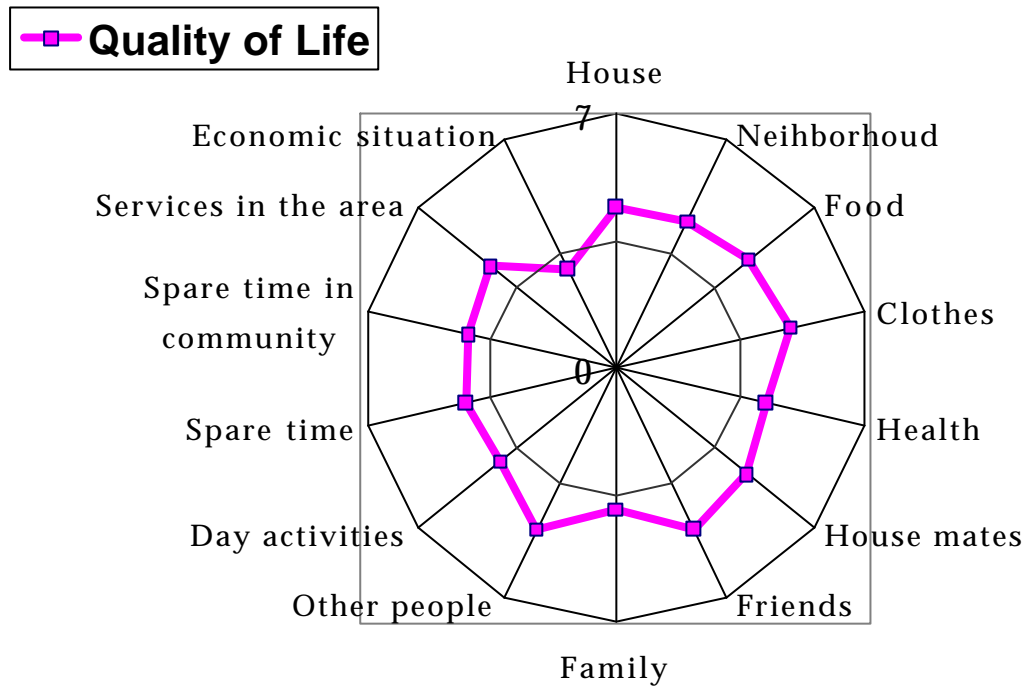 Quality of Life
House
7
Economic situation
Neihborhoud
Services in the area
Food
Spare time in
community
Clothes
0
Spare time
Health
Day activities
House mates
Other people
Friends
Family